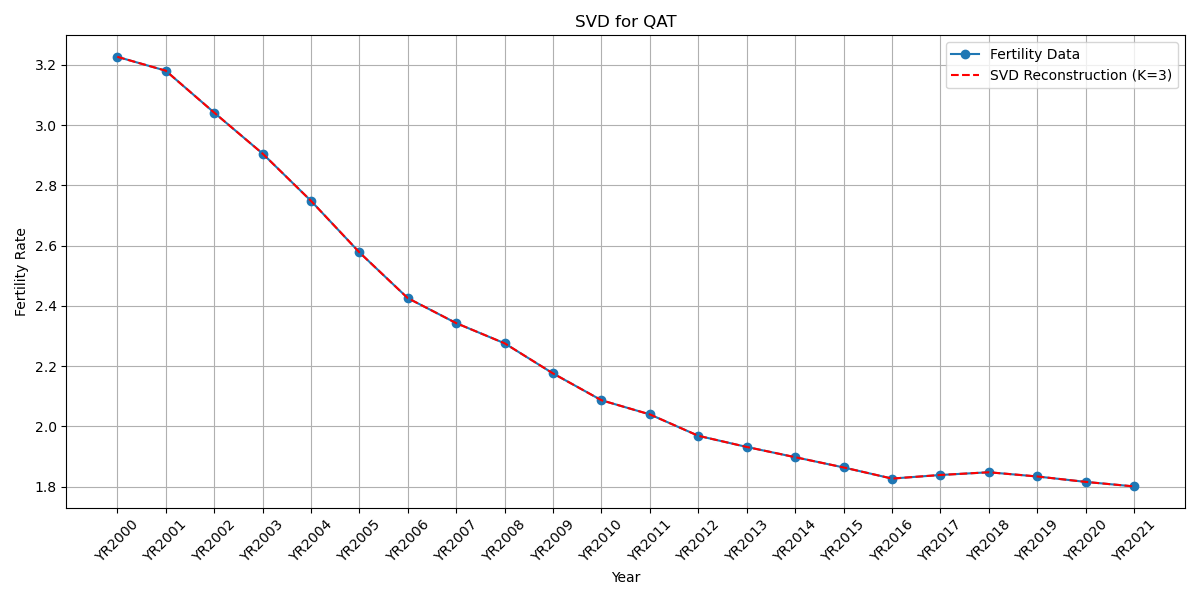 SVD for QAT
Fertility Data
SVD Reconstruction (K=3)
Fertility Rate
3.2
3.0
2.8
2.6
2.4
2.2
2.0
1.8
YR2000
YR2001
YR2002
YR2003
YR2004
YR2005
YR2006
YR2007
YR2008
YR2009
YR2010
YR2011
YR2012
YR2013
YR2014
YR2015
YR2016
YR2017
YR2018
YR2019
YR2020
YR2021
Year